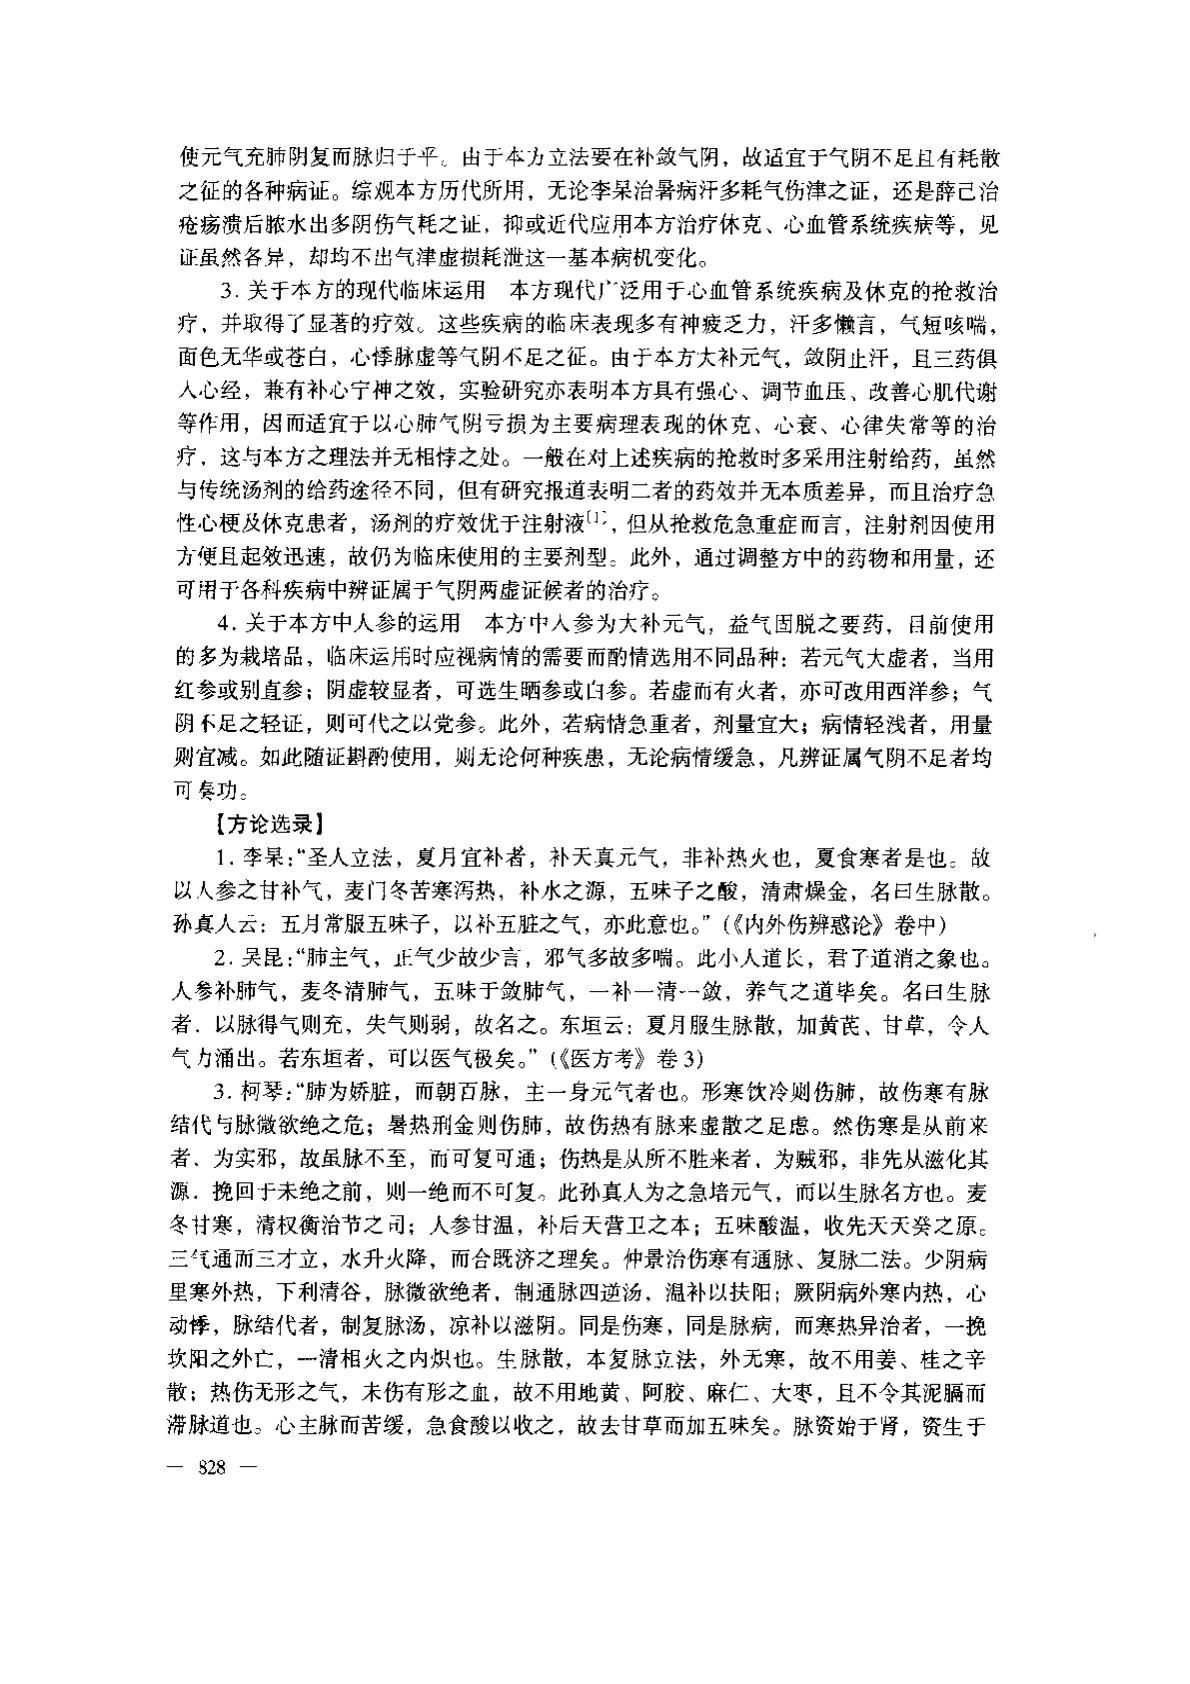 使元气充肺阴复而脉归于平。由于本方立法要在补敛气阴，故适宜于气阴不足且有耗散
之征的各种病证。综观本方历代所用，无论李杲治暑病汗多耗气伤津之证，还是薛己治
疮疡溃后脓水出多阴伤气耗之证，抑或近代应用本方治疗休克、心血管系统疾病等，见
证虽然各异，却均不出气津虚损耗泄这一基本病机变化。
3. 关于本方的现代临床运用　本方现代广泛用于心血管系统疾病及休克的抢救治
疗，并取得了显著的疗效。这些疾病的临床表现多有神疲乏力，汗多懒言，气短咳喘，
面色无华或苍白，心悸脉虚等气阴不足之征。由于本方大补元气，敛阴止汗，且三药俱
入心经，兼有补心宁神之效，实验研究亦表明本方具有强心、调节血压、改善心肌代谢
等作用，因而适宜于以心肺气阴亏损为主要病理表现的休克、心衰、心律失常等的治
疗，这与本方之理法并无相悖之处。一般在对上述疾病的抢救时多采用注射给药，虽然
与传统汤剂的给药途径不同，但有研究报道表明二者的药效并无本质差异，而且治疗急
性心梗及休克患者，汤剂的疗效优于注射液[1]，但从抢救危急重症而言，注射剂因使用
方便且起效迅速，故仍为临床使用的主要剂型。此外，通过调整方中的药物和用量，还
可用于各科疾病中辨证属于气阴两虚证候者的治疗。
4. 关于本方中人参的运用　本方中人参为大补元气，益气固脱之要药，目前使用
的多为栽培品，临床运用时应视病情的需要而酌情选用不同品种：若元气大虚者，当用
红参或别直参；阴虚较显者，可选生晒参或白参。若虚而有火者，亦可改用西洋参；气
阴不足之轻证，则可代之以党参。此外，若病情急重者，剂量宜大；病情轻浅者，用量
则宜减。如此随证斟酌使用，则无论何种疾患，无论病情缓急，凡辨证属气阴不足者均
可奏功。
【方论选录】
1. 李杲：“圣人立法，夏月宜补者，补天真元气，非补热火也，夏食寒者是也。故
以人参之甘补气，麦门冬苦寒泻热，补水之源，五味子之酸，清肃燥金，名曰生脉散。
孙真人云：五月常服五味子，以补五脏之气，亦此意也。”（《内外伤辨惑论》卷中）
2. 吴昆：“肺主气，正气少故少言，邪气多故多喘。此小人道长，君子道消之象也。
人参补肺气，麦冬清肺气，五味子敛肺气，一补一清一敛，养气之道毕矣。名曰生脉
者，以脉得气则充，失气则弱，故名之。东垣云：夏月服生脉散，加黄芪、甘草，令人
气力涌出。若东垣者，可以医气极矣。”（《医方考》卷 3）
3. 柯琴：“肺为娇脏，而朝百脉，主一身元气者也。形寒饮冷则伤肺，故伤寒有脉
结代与脉微欲绝之危；暑热刑金则伤肺，故伤热有脉来虚散之足虑。然伤寒是从前来
者，为实邪，故虽脉不至，而可复可通；伤热是从所不胜来者，为贼邪，非先从滋化其
源，挽回于未绝之前，则一绝而不可复。此孙真人为之急培元气，而以生脉名方也。麦
冬甘寒，清权衡治节之司；人参甘温，补后天营卫之本；五味酸温，收先天天癸之原。
三气通而三才立，水升火降，而合既济之理矣。仲景治伤寒有通脉、复脉二法。少阴病
里寒外热，下利清谷，脉微欲绝者，制通脉四逆汤，温补以扶阳；厥阴病外寒内热，心
动悸，脉结代者，制复脉汤，凉补以滋阴。同是伤寒，同是脉病，而寒热异治者，一挽
坎阳之外亡，一清相火之内炽也。生脉散，本复脉立法，外无寒，故不用姜、桂之辛
散；热伤无形之气，未伤有形之血，故不用地黄、阿胶、麻仁、大枣，且不令其泥膈而
滞脉道也。心主脉而苦缓，急食酸以收之，故去甘草而加五味矣。脉资始于肾，资生于
— 828 —